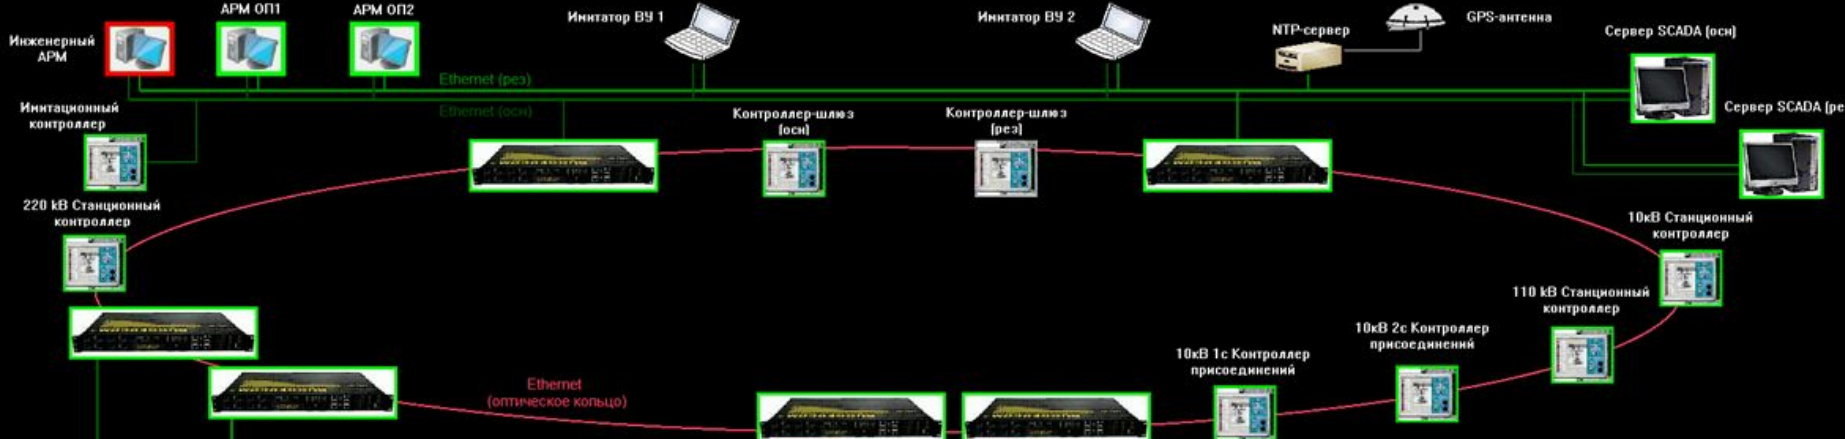 Инженерный
АРМ
АРМ ОП1
АРМ ОП2
Имитатор ВУ 1
Имитатор ВУ 2
NTP-сервер
GPS-антенна
Сервер SCADA (осн)
Ethernet (рез)
Ethernet (осн)
Имитационный
контроллер
Контроллер-шлюз
(осн)
Контроллер-шлюз
(рез)
Сервер SCADA (ре
220 kВ Станционный
контроллер
10кВ Станционный
контроллер
110 kВ Станционный
контроллер
10кВ 2с Контроллер
присоединений
10кВ 1с Контроллер
присоединений
Ethernet
(оптическое кольцо)